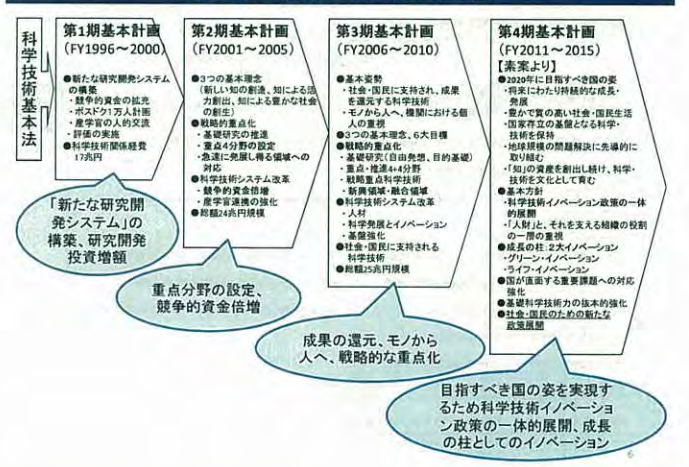 科学技術基本法
第1期基本計画
(FY1996～2000)
●新たな研究開発システム
の構築
・競争的資金の拡充
・ポスドク1万人計画
・産学官の人的交流
・評価の実施
●科学技術関係経費
17兆円
「新たな研究開
発システム」の
構築、研究開発
投資増額
第2期基本計画
(FY2001～2005)
●3つの基本理念
(新しい知の創造、知による活
力創出、知による豊かな社会
の創生)
●戦略的重点化
・基礎研究の推進
・重点4分野の設定
・急速に発展し得る領域への
対応
●科学技術システム改革
・競争的資金倍増
・産学官連携の強化
●総額24兆円規模
重点分野の設定、
競争的資金倍増
第3期基本計画
(FY2006～2010)
●基本姿勢
・社会・国民に支持され、成果
を還元する科学技術
・モノから人へ、機関における個
人の重視
●3つの基本理念、6大目標
●戦略的重点化
・基礎研究(自由発想、目的基礎)
・重点・推進4+4分野
・戦略重点科学技術
・新興領域・融合領域
●科学技術システム改革
・人材
・科学発展とイノベーション
・基盤強化
●社会・国民に支持される
科学技術
●総額25兆円規模
成果の還元、モノから
人へ、戦略的な重点化
第4期基本計画
(FY2011～2015)
【素案より】
●2020年に目指すべき国の姿
・将来にわたり持続的な成長・
発展
・豊かで質の高い社会・国民生活
・国家存立の基盤となる科学・
技術を保持
・地球規模の問題解決に先導的に
取り組む
・「知」の資産を創出し続け、科学・
技術を文化として育む
●基本方針
・科学技術イノベーション政策の一体
的展開
・「人財」と、それを支える組織の役割
の一層の重視
●成長の柱:2大イノベーション
・グリーン・イノベーション
・ライフ・イノベーション
●国が直面する重要課題への対応
強化
●基礎科学技術力の抜本的強化
●社会・国民のための新たな
政策展開
目指すべき国の姿を実現す
るため科学技術イノベーショ
ン政策の一体的展開、成長
の柱としてのイノベーション
6